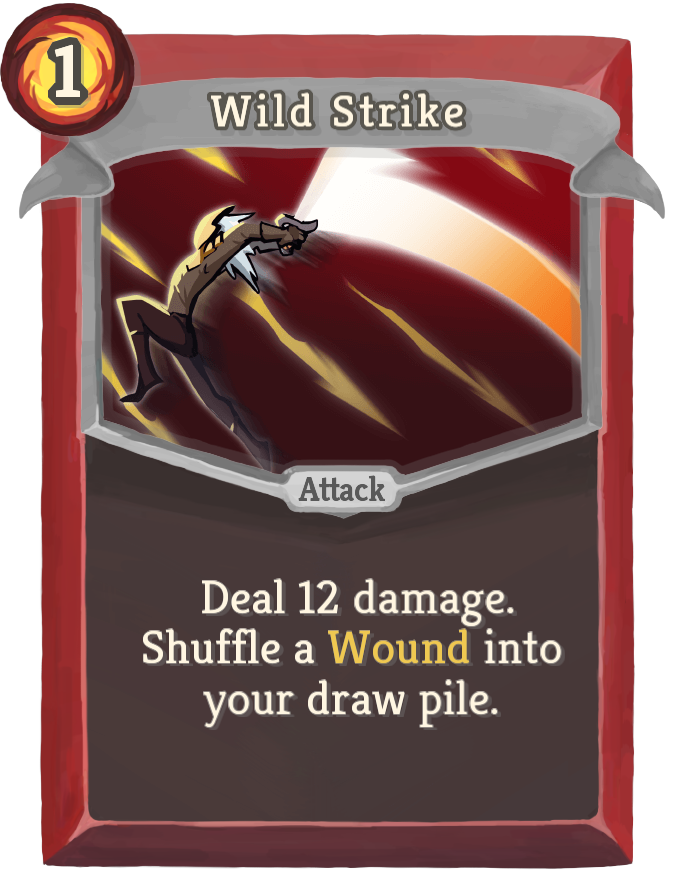 1
Wild Strike
Attack
Deal 12 damage.
Shuffle a Wound into
your draw pile.